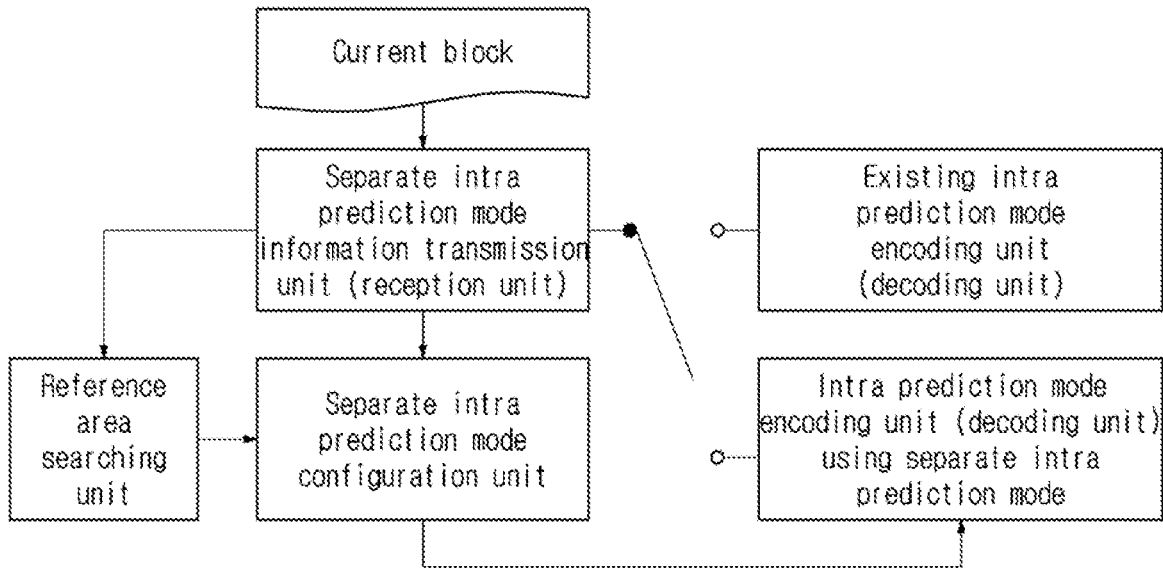 Current block
Separate intra
prediction mode
information transmission
unit (reception unit)
Existing intra
prediction mode
encoding unit
(decoding unit)
Reference
area
searching
unit
Separate intra
prediction mode
configuration unit
Intra prediction mode
encoding unit (decoding unit)
using separate intra
prediction mode